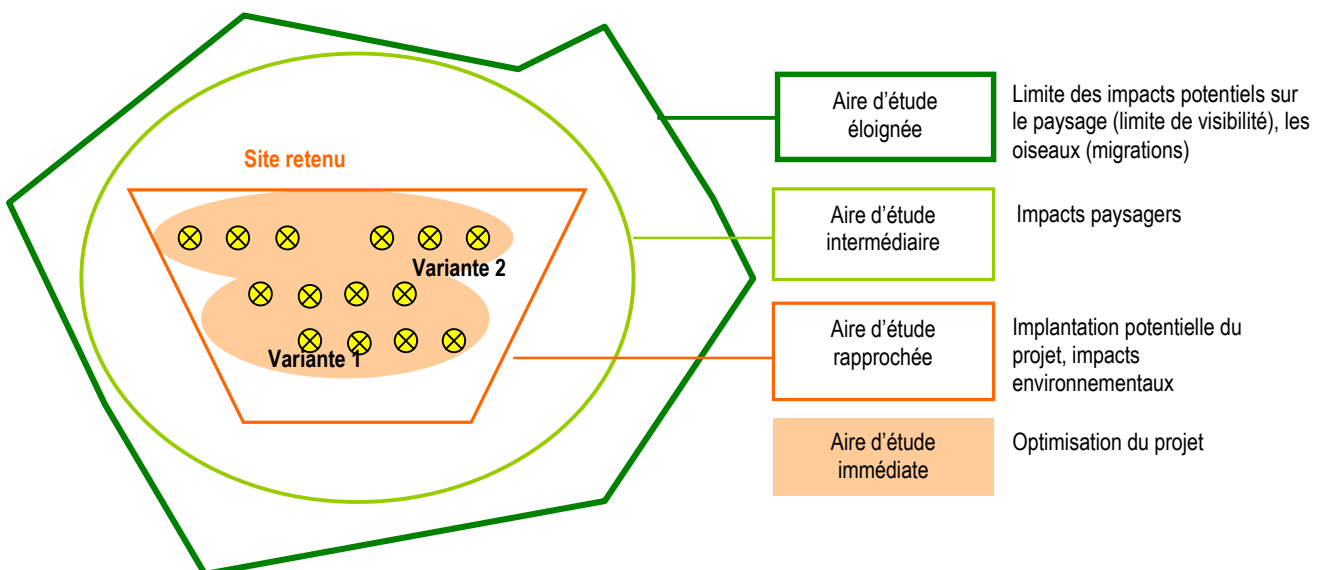 Site retenu
Variante 2
Variante 1
Aire d'étude
éloignée
Limite des impacts potentiels sur
le paysage (limite de visibilité), les
oiseaux (migrations)
Aire d'étude
intermédiaire
Impacts paysagers
Aire d'étude
rapprochée
Implantation potentielle du
projet, impacts
environnementaux
Aire d'étude
immédiate
Optimisation du projet